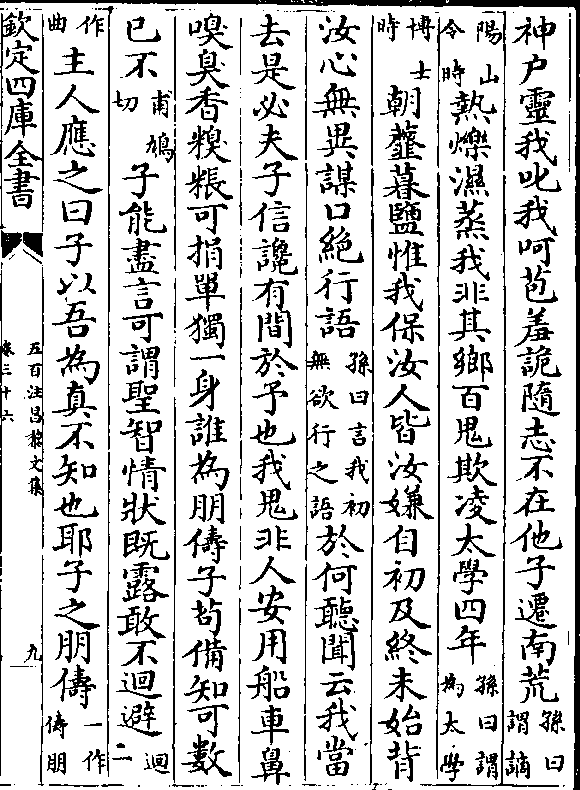 神户靈我叱我呵苞羞詭隨志不在他子遷南荒孫曰謂謫
陽山令時熱爍濕蒸我非其鄉百鬼欺凌太學四年孫曰謂為太學
博士時朝虀暮鹽惟我保汝人皆汝嫌自初及終未始背
汝心無異謀口絶行語孫曰言我初無欲行之語於何聽聞云我當
去是必夫子信讒有間於予也我鬼非人安用船車鼻
嗅臭香糗粻可捐單獨一身誰為朋儔子苟備知可數
已不甫鳩切子能盡言可謂聖智情狀既露敢不迴避迴一
作曲主人應之曰子以吾為真不知也耶子之朋儔一作儔朋
欽定四庫全書
五百家注昌黎文集
卷三十六
九